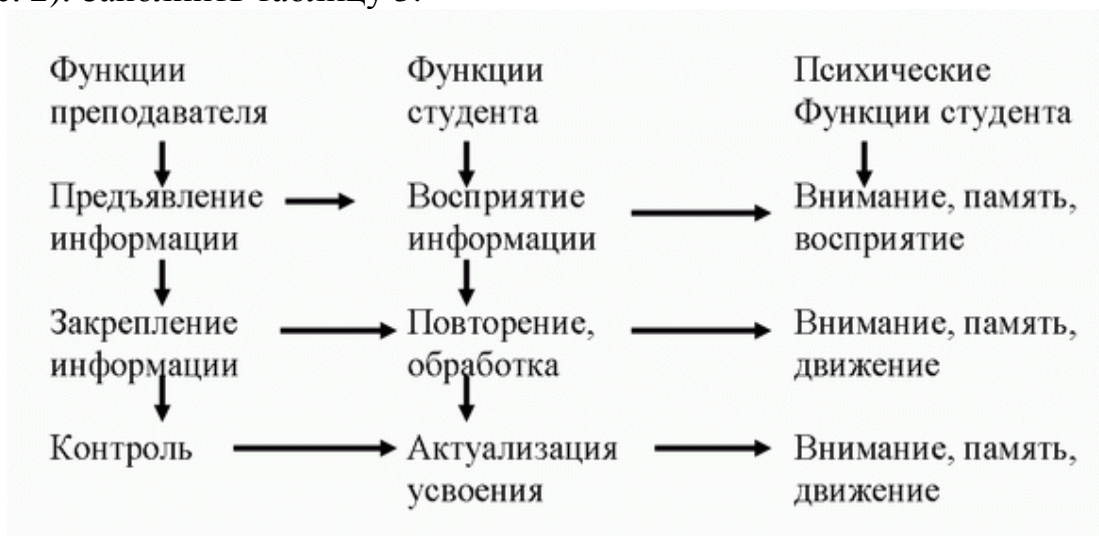 Функции
преподавателя
Функции
студента
Психические
Функции студента
Предъявление
информации
Восприятие
информации
Внимание, память,
восприятие
Закрепление
информации
Повторение,
обработка
Внимание, память,
движение
Контроль
Актуализация
усвоения
Внимание, память,
движение